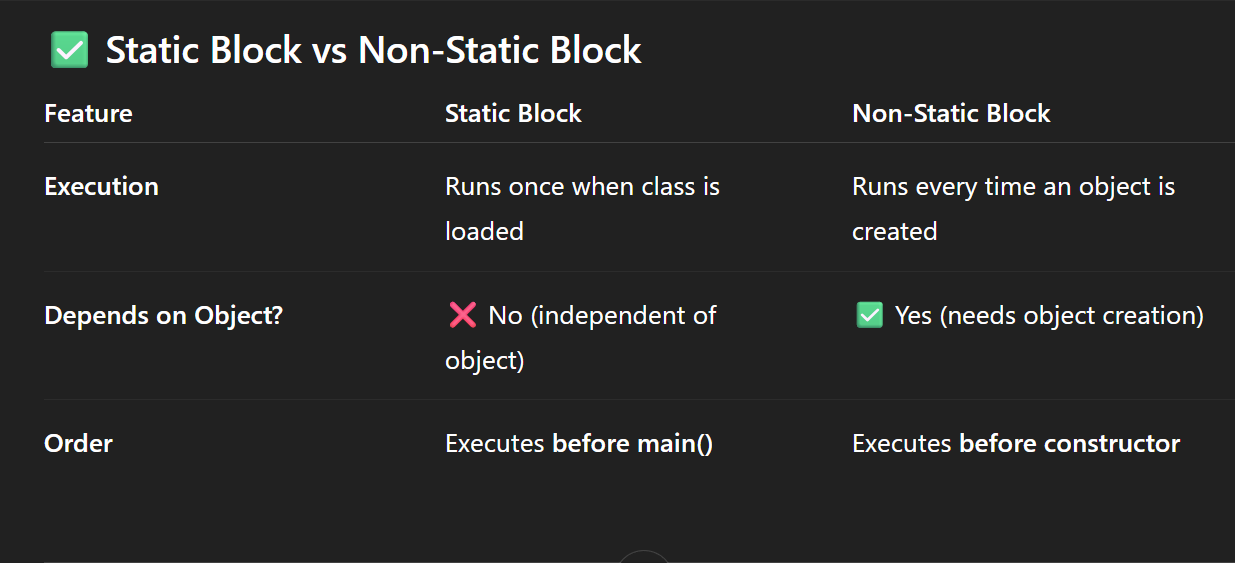 ✅ Static Block vs Non-Static Block
Feature Static Block Non-Static Block
Execution Runs once when class is Runs every time an object is
loaded created
Depends on Object? ❌ No (independent of ✅ Yes (needs object creation)
object)
Order Executes before main() Executes before constructor